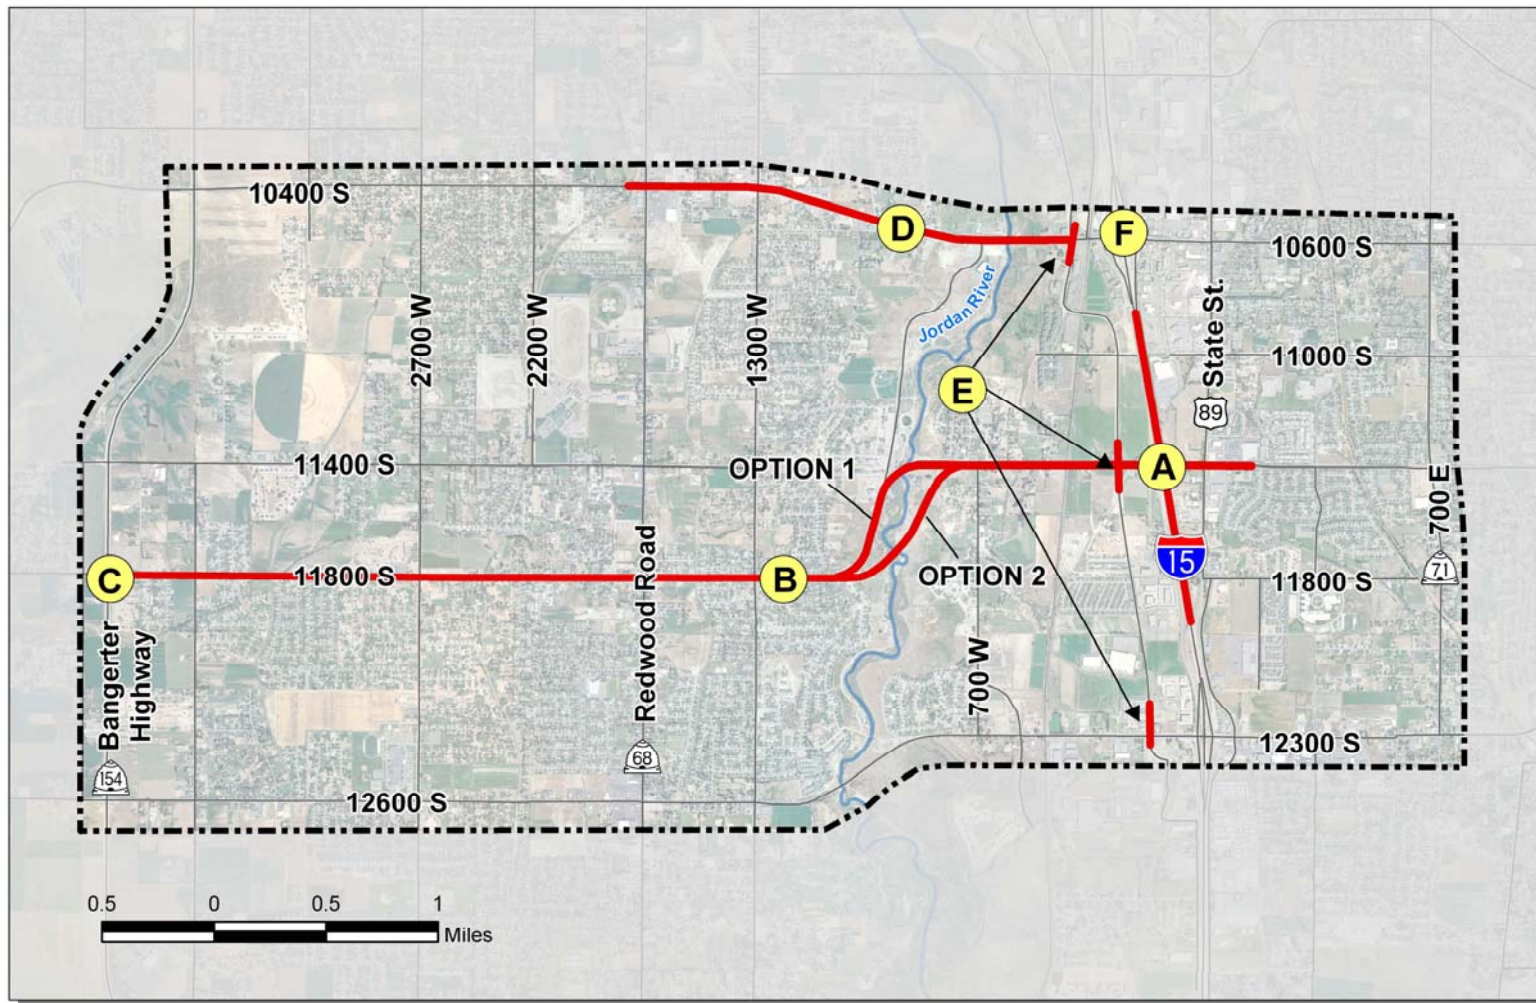 10400 S
D
F
10600 S
2700 W
2200 W
1300 W
Jordan River
State St.
11000 S
E
89
11400 S
OPTION 1
A
700 E
15
C
11800 S
B
OPTION 2
11800 S
71
Bangerter
Highway
Redwood Road
700 W
154
68
12300 S
12600 S
0.5 0 0.5 1
Miles